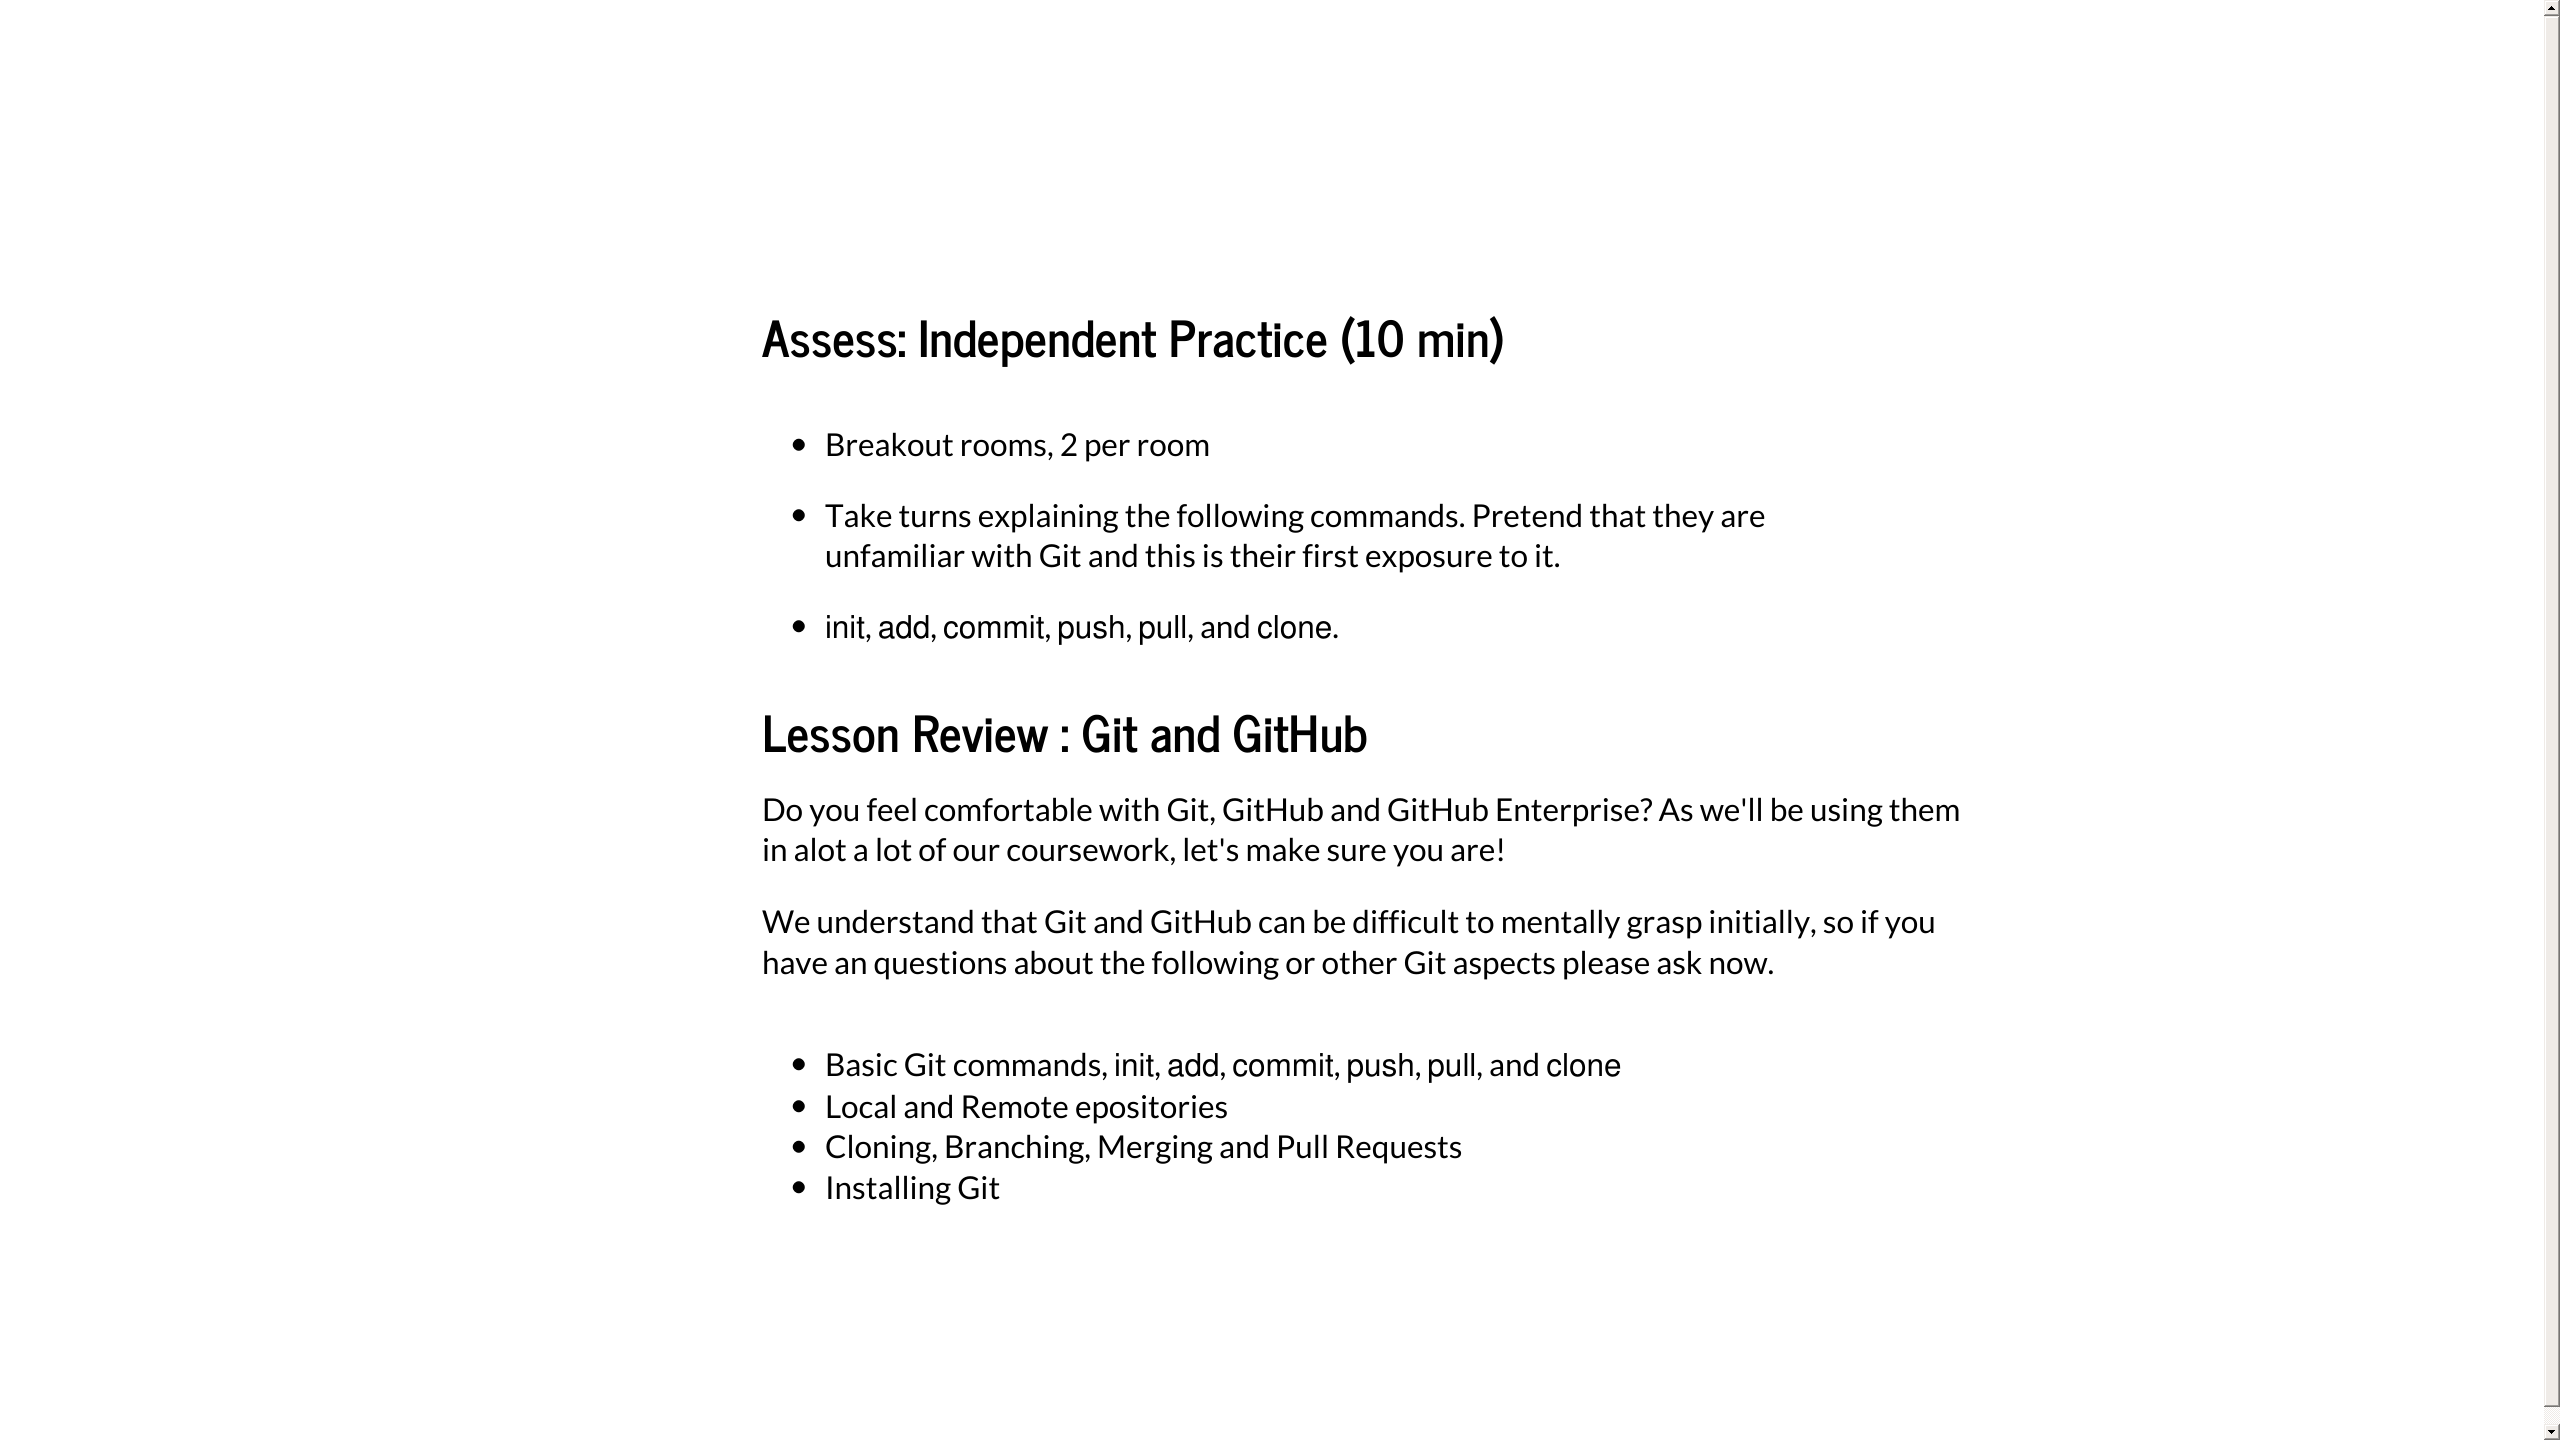 Assess: Independent Practice (10 min)
Breakout rooms, 2 per room
Take turns explaining the following commands. Pretend that they are
unfamiliar with Git and this is their first exposure to it.
init, add, commit, push, pull, and clone.
Lesson Review : Git and GitHub
Do you feel comfortable with Git, GitHub and GitHub Enterprise? As we'll be using them
in alot a lot of our coursework, let's make sure you are!
We understand that Git and GitHub can be difficult to mentally grasp initially, so if you
have an questions about the following or other Git aspects please ask now.
Basic Git commands, init, add, commit, push, pull, and clone
Local and Remote epositories
Cloning, Branching, Merging and Pull Requests
Installing Git